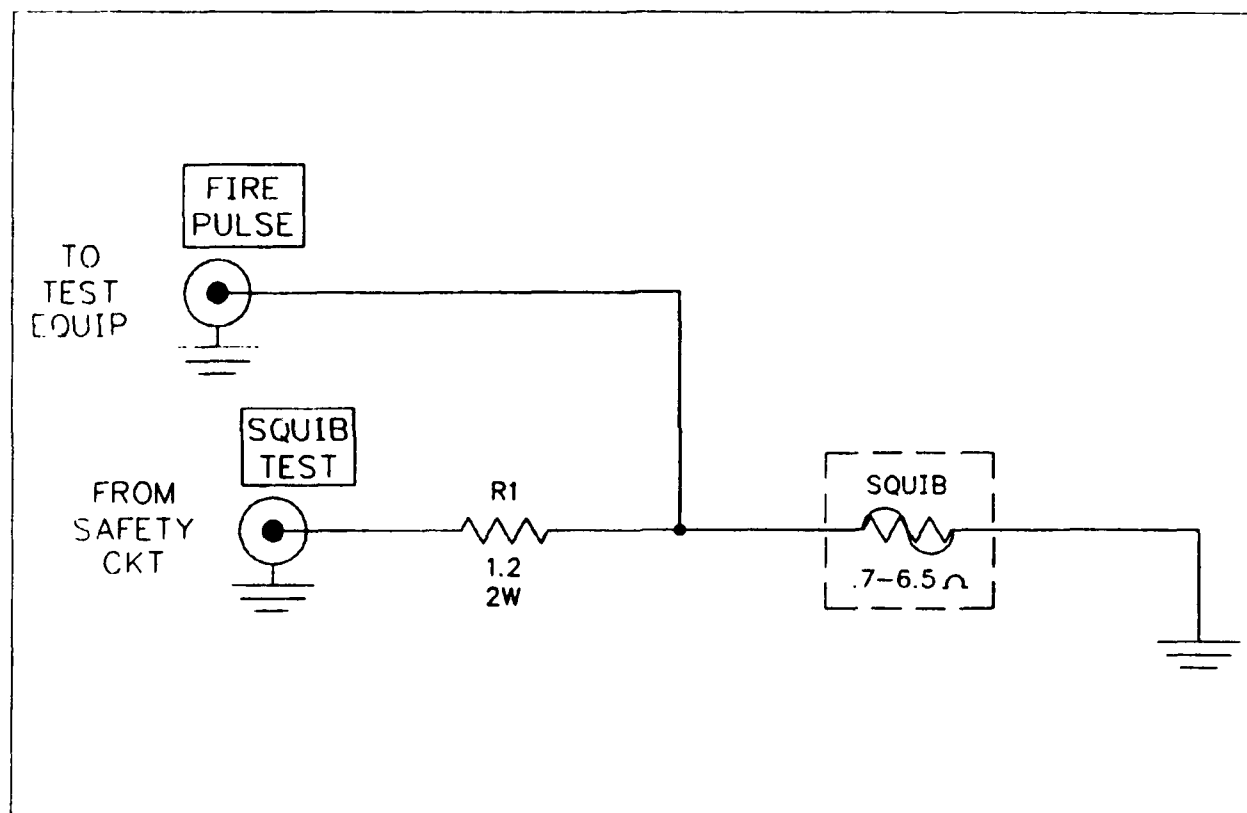 FIRE
PULSE
TO
TEST
EQUIP
SQUIB
TEST
FROM
SAFETY
CKT
R1
1.2
2W
SQUIB
.7-6.5 Ω